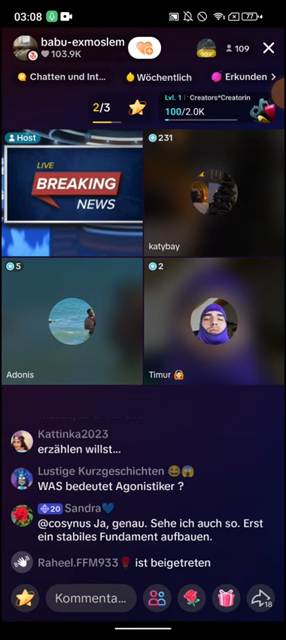 03:08
77
babu-exmoslem
103.9K
109
Chatten und Int...
Wöchentlich
Erkunden
2/3
Lvl. 1 Creators*Creatorin
100/2.0K
Host
LIVE
BREAKING
NEWS
231
katybay
5
Adonis
2
Timur
Kattinka2023
erzählen willst...
Lustige Kurzgeschichten 😂😱
WAS bedeutet Agonistiker ?
20 Sandra💙
@cosynus Ja, genau. Sehe ich auch so. Erst
ein stabiles Fundament aufbauen.
Raheel.FFM933🌹 ist beigetreten
Kommenta...
18